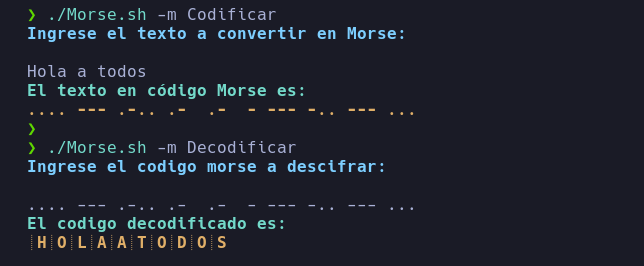 ❯ ./Morse.sh -m Codificar
Ingrese el texto a convertir en Morse:
Hola a todos
El texto en código Morse es:
.... --- .-.. .-  .-  - --- -.. --- ...
❯
❯ ./Morse.sh -m Decodificar
Ingrese el codigo morse a descifrar:
.... --- .-.. .-  .-  - --- -.. --- ...
El codigo decodificado es:
┊H┊O┊L┊A┊A┊T┊O┊D┊O┊S